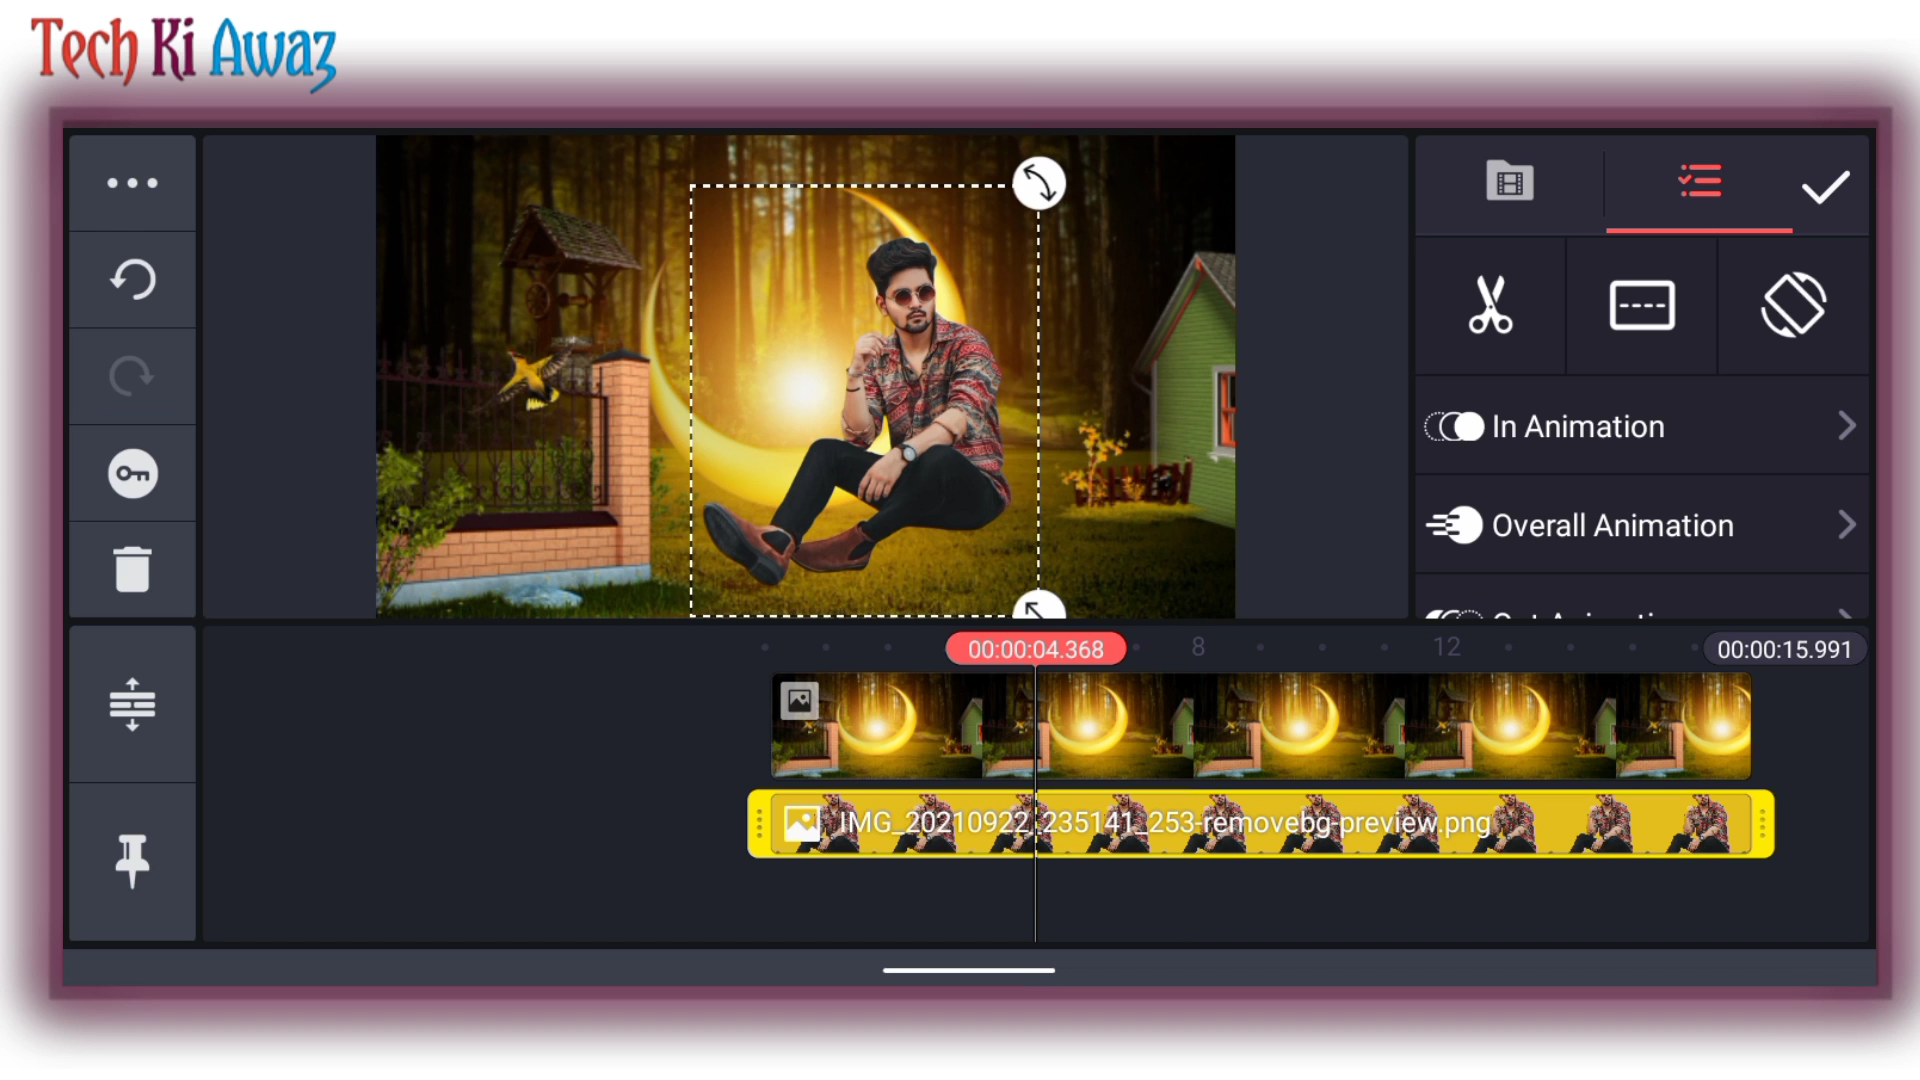 Tech Ki Awaz
In Animation
Overall Animation
00:00:04.368
8
12
00:00:15.991
IMG_20210922_235141_253-removebg-preview.png